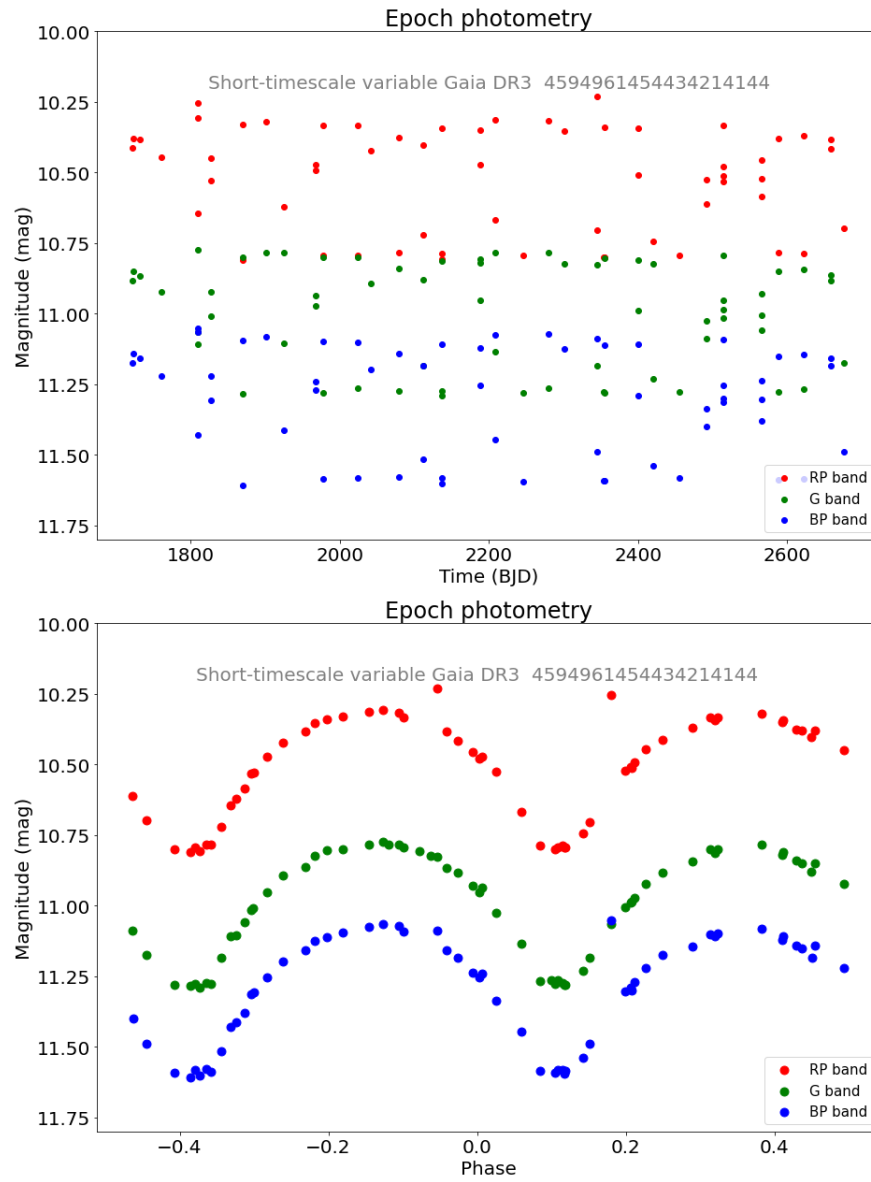 Epoch photometry
Short-timescale variable Gaia DR3 4594961454434214144
10.00
10.25
10.50
10.75
11.00
11.25
11.50
11.75
Magnitude (mag)
RP band
G band
BP band
1800 2000 2200 2400 2600
Time (BJD)
Epoch photometry
Short-timescale variable Gaia DR3 4594961454434214144
10.00
10.25
10.50
10.75
11.00
11.25
11.50
11.75
Magnitude (mag)
RP band
G band
BP band
−0.4 −0.2 0.0 0.2 0.4
Phase